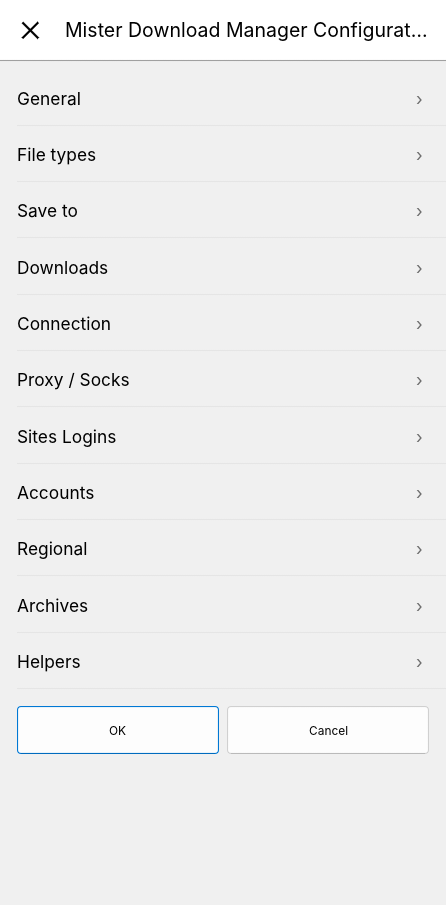 Mister Download Manager Configurat...
General
File types
Save to
Downloads
Connection
Proxy / Socks
Sites Logins
Accounts
Regional
Archives
Helpers
OK
Cancel